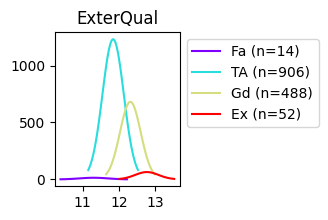 ExterQual
1000
500
0
11 12 13
Fa (n=14)
TA (n=906)
Gd (n=488)
Ex (n=52)